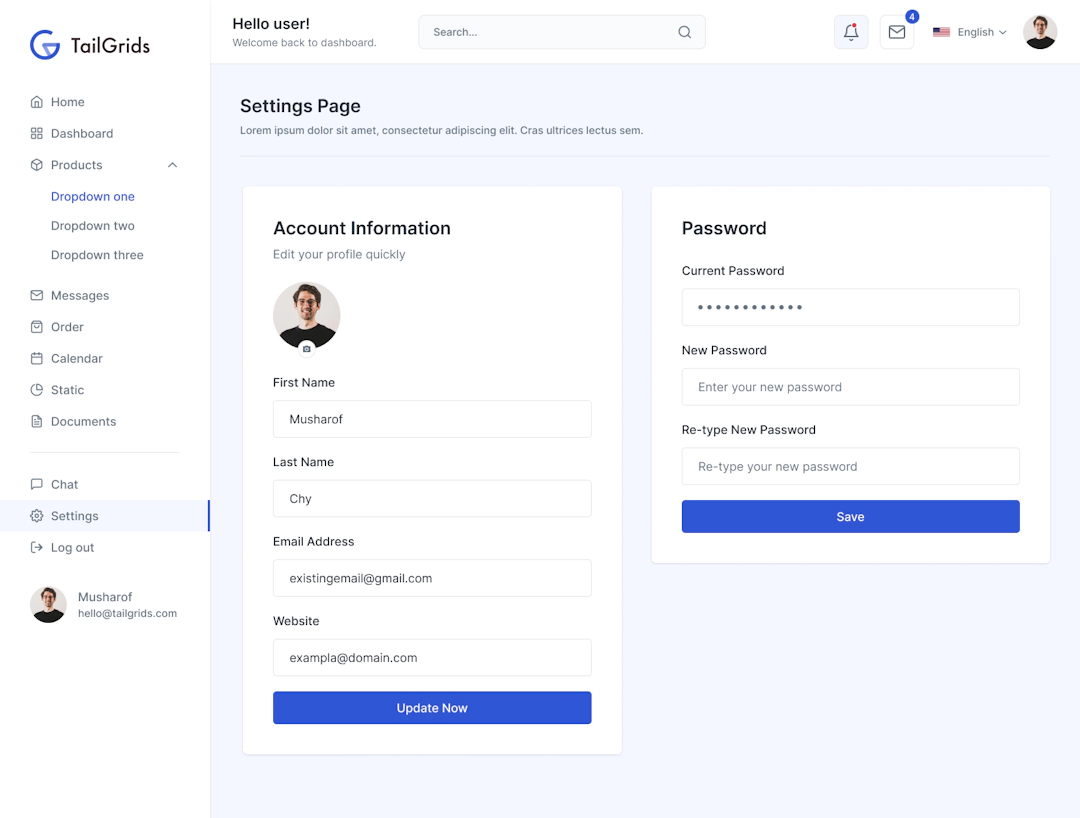 TailGrids
Home
Dashboard
Products
Dropdown one
Dropdown two
Dropdown three
Messages
Order
Calendar
Static
Documents
Chat
Settings
Log out
Musharof
hello@tailgrids.com
Hello user!
Welcome back to dashboard.
Search...
4
English
Settings Page
Lorem ipsum dolor sit amet, consectetur adipiscing elit. Cras ultrices lectus sem.
Account Information
Edit your profile quickly
First Name
Musharof
Last Name
Chy
Email Address
existingemail@gmail.com
Website
exampla@domain.com
Update Now
Password
Current Password
••••••••••••
New Password
Enter your new password
Re-type New Password
Re-type your new password
Save